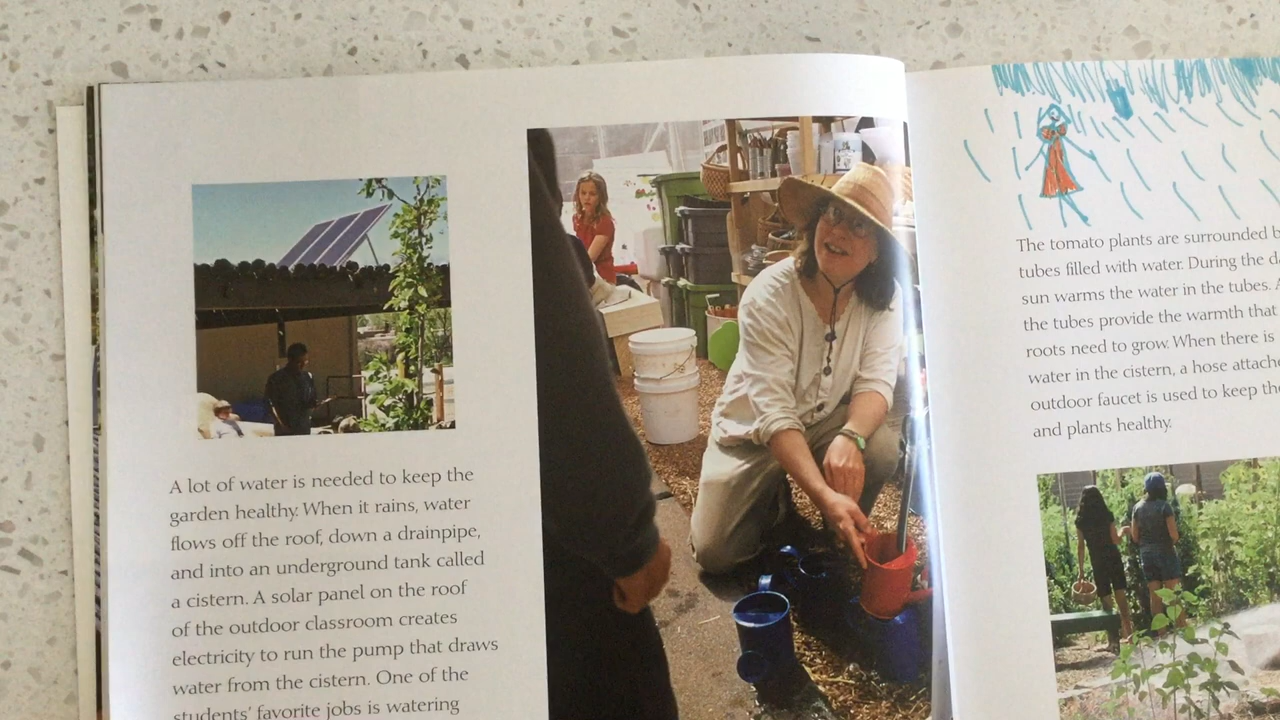 A lot of water is needed to keep the
garden healthy. When it rains, water
flows off the roof, down a drainpipe,
and into an underground tank called
a cistern. A solar panel on the roof
of the outdoor classroom creates
electricity to run the pump that draws
water from the cistern. One of the
students' favorite jobs is watering
The tomato plants are surrounded
tubes filled with water. During the
sun warms the water in the tubes.
the tubes provide the warmth that
roots need to grow. When there is
water in the cistern, a hose
outdoor faucet is used to keep
and plants healthy.